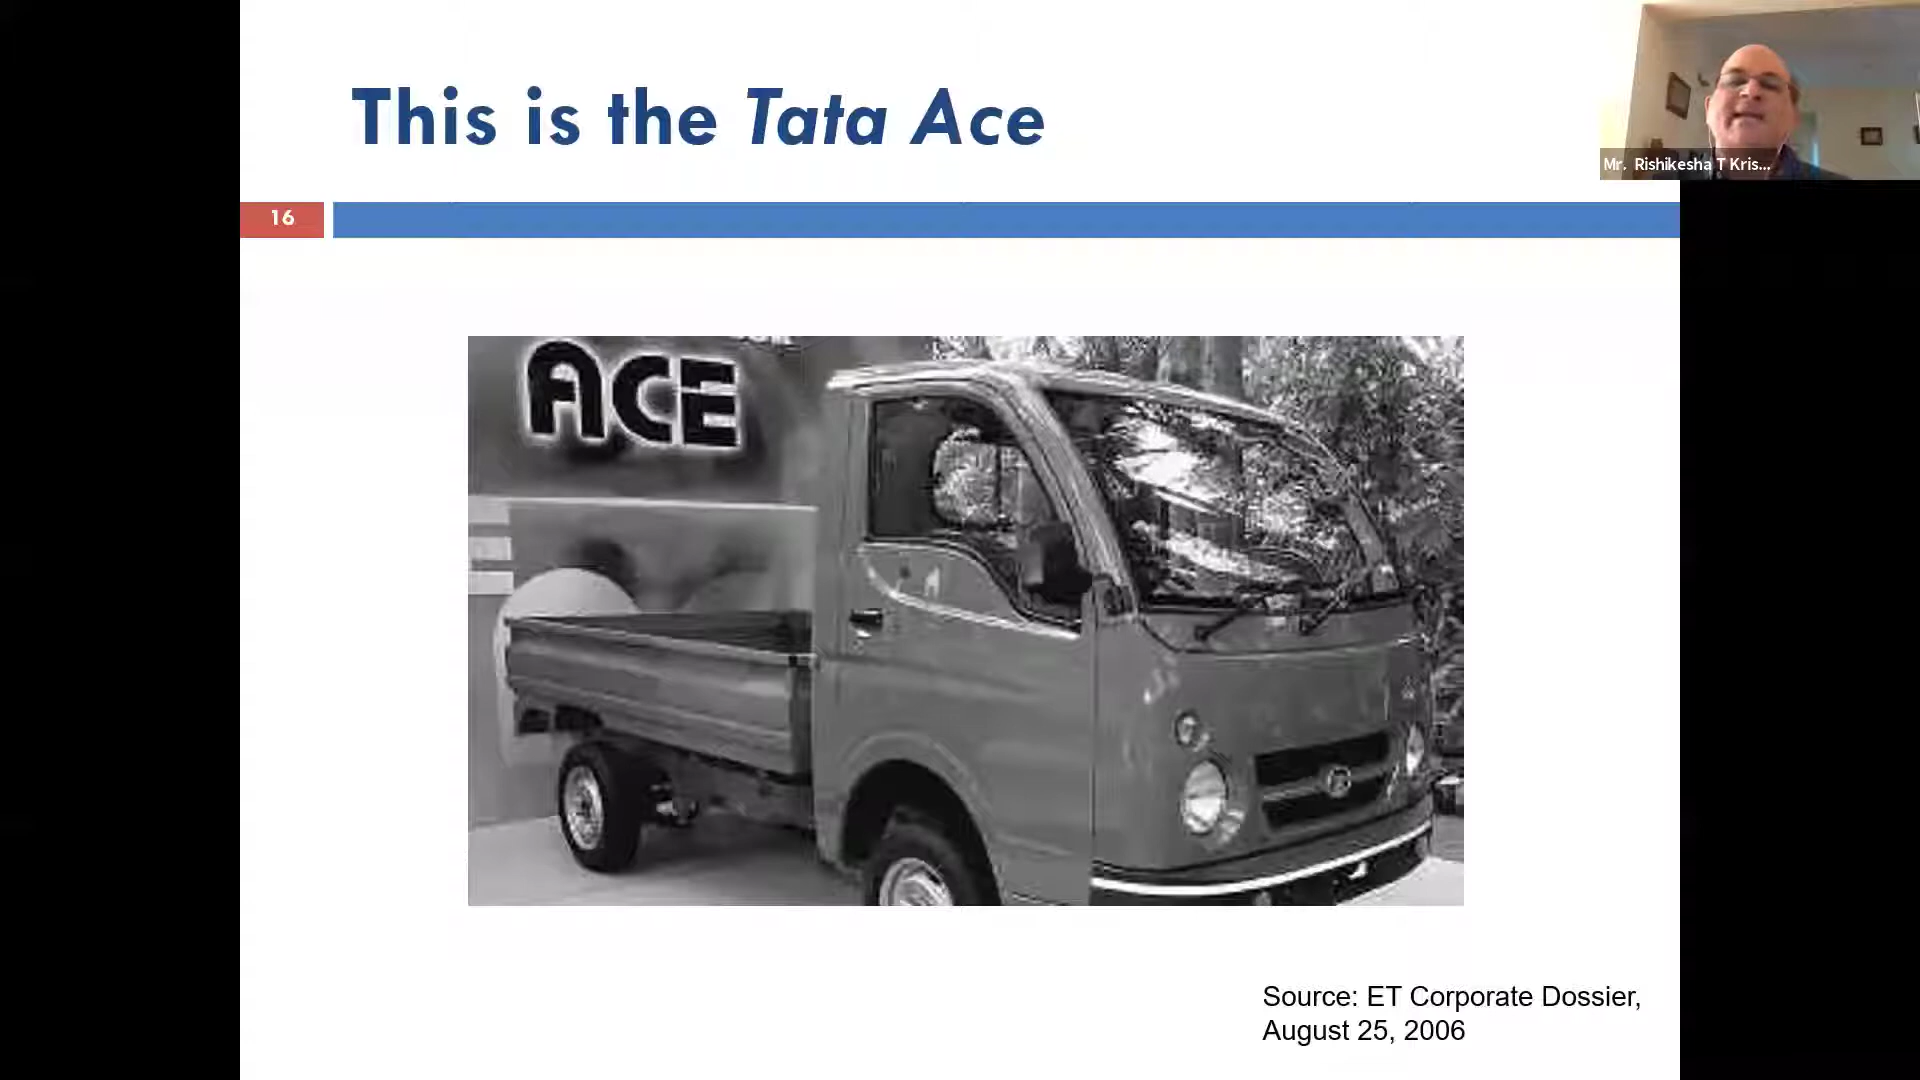 This is the Tata Ace
Mr. Rishikesha T Kris...
16
ACE
Source: ET Corporate Dossier,
August 25, 2006